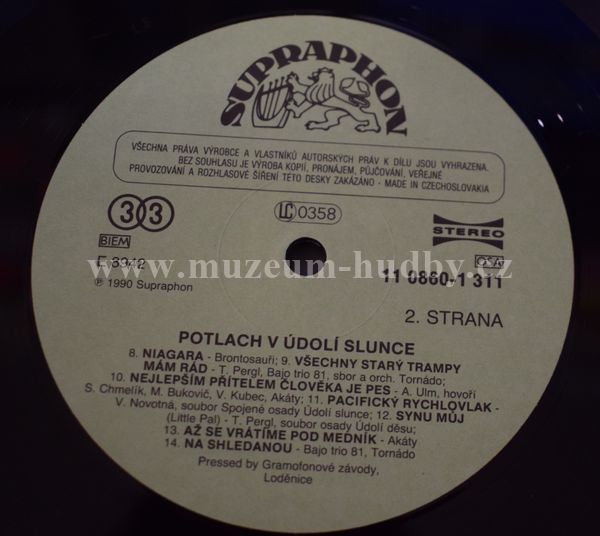 SUPRAPHON
VŠECHNA PRÁVA VÝROBCE A VLASTNÍKŮ AUTORSKÝCH PRÁV K DÍLU JSOU VYHRAZENA.
BEZ SOUHLASU JE VÝROBA KOPIÍ, PRONÁJEM, PŮJČOVÁNÍ, VEŘEJNÉ
PROVOZOVÁNÍ A ROZHLASOVÉ ŠÍŘENÍ TÉTO DESKY ZAKÁZÁNO - MADE IN CZECHOSLOVAKIA
33
LC 0358
STEREO
BIEM
OSA
F 3942
11 0860-1 311
www.muzeum-hudby.cz
℗ 1990 Supraphon
2. STRANA
POTLACH V ÚDOLÍ SLUNCE
8. NIAGARA - Brontosauři; 9. VŠECHNY STARÝ TRAMPY
MÁM RÁD - T. Pergl, Bajo trio 81, sbor a orch. Tornádo;
10. NEJLEPŠÍM PŘÍTELEM ČLOVĚKA JE PES - A. Ulm, hovoří
S. Chmelík, M. Bukovič, V. Kubec, Akáty; 11. PACIFICKÝ RYCHLOVLAK -
V. Novotná, soubor Spojené osady Údolí slunce; 12. SYNU MŮJ
(Little Pal) - T. Pergl, soubor osady Údolí děsu;
13. AŽ SE VRÁTÍME POD MEDNÍK - Akáty
14. NA SHLEDANOU - Bajo trio 81, Tornádo
Pressed by Gramofonové závody,
Loděnice